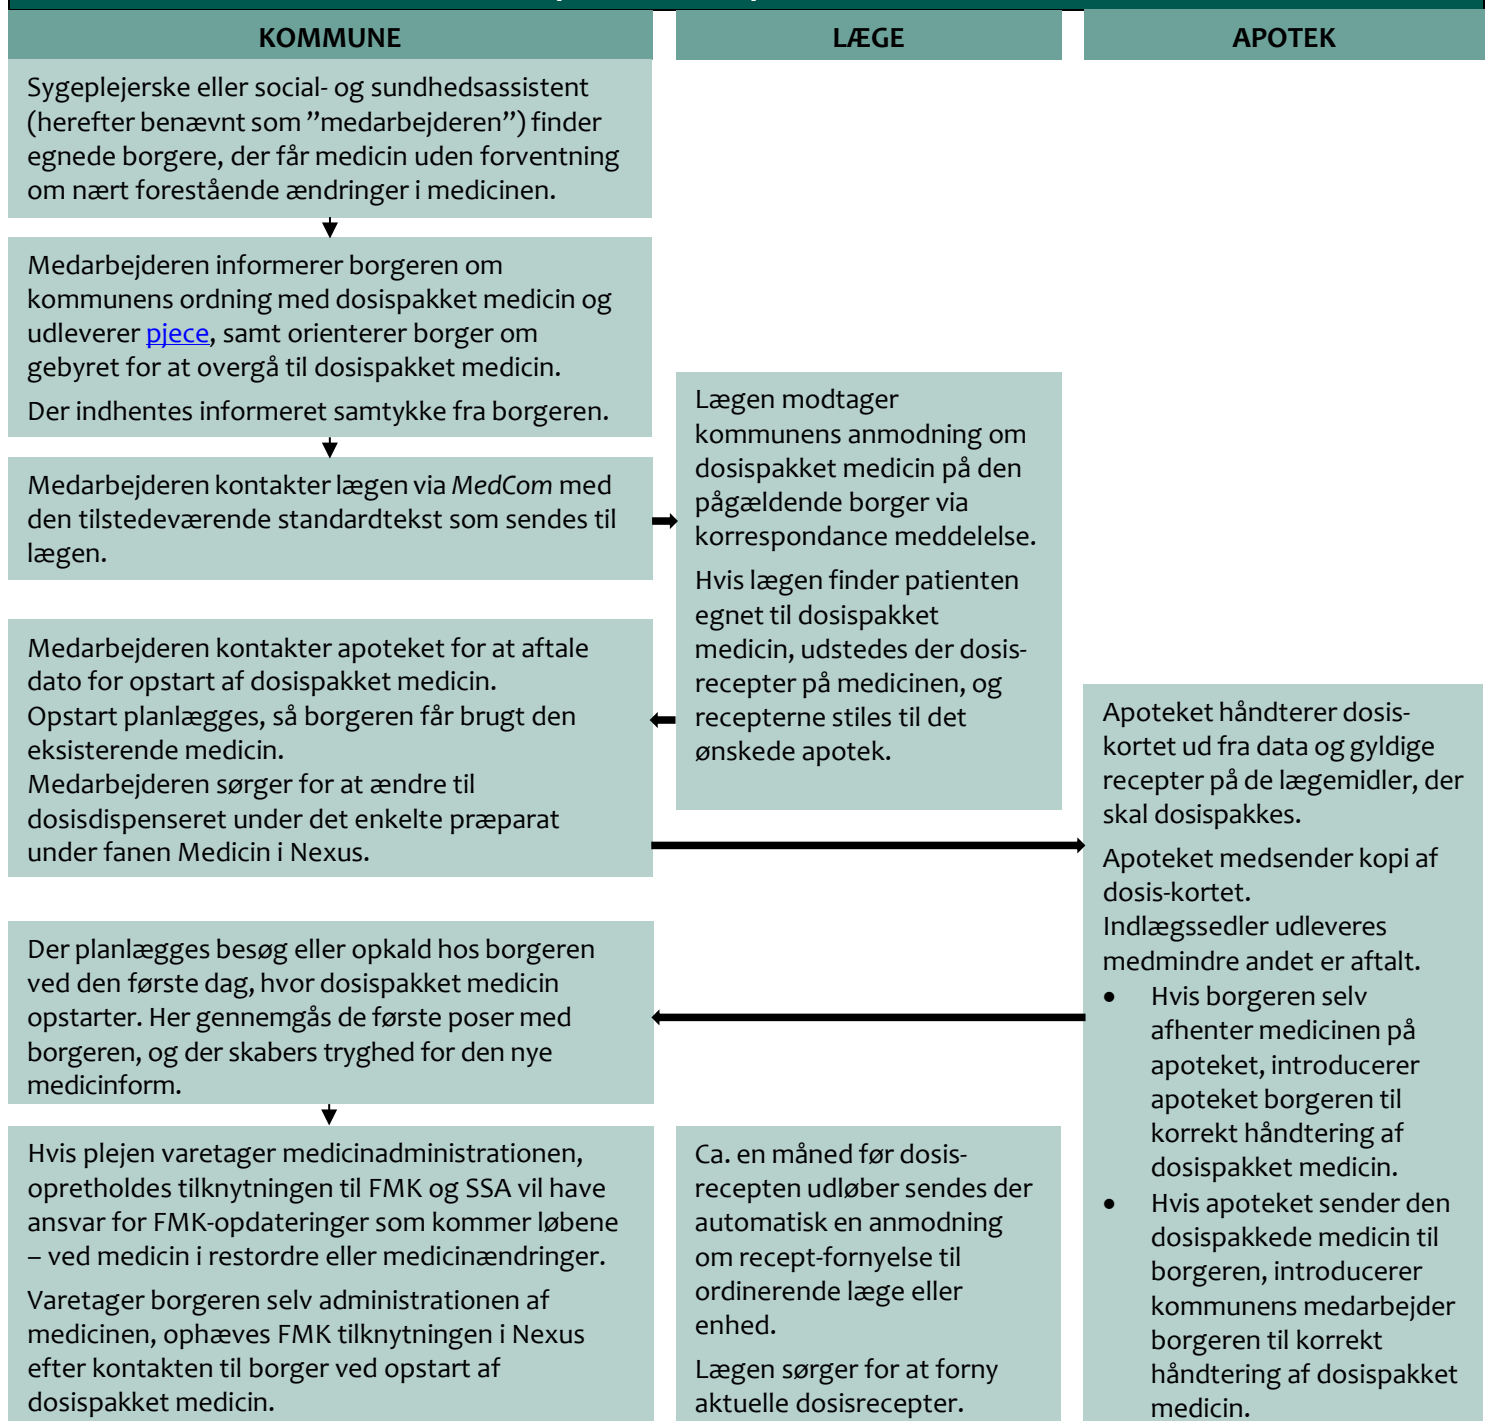 KOMMUNE
Sygeplejerske eller social- og sundhedsassistent
(herefter benævnt som ”medarbejderen”) finder
egnede borgere, der får medicin uden forventning
om nært forestående ændringer i medicinen.
Medarbejderen informerer borgeren om
kommunens ordning med dosispakket medicin og
udleverer pjece, samt orienterer borger om
gebyret for at overgå til dosispakket medicin.
Der indhentes informeret samtykke fra borgeren.
Medarbejderen kontakter lægen via MedCom med
den tilstedeværende standardtekst som sendes til
lægen.
Medarbejderen kontakter apoteket for at aftale
dato for opstart af dosispakket medicin.
Opstart planlægges, så borgeren får brugt den
eksisterende medicin.
Medarbejderen sørger for at ændre til
dosisdispenseret under det enkelte præparat
under fanen Medicin i Nexus.
Der planlægges besøg eller opkald hos borgeren
ved den første dag, hvor dosispakket medicin
opstarter. Her gennemgås de første poser med
borgeren, og der skabers tryghed for den nye
medicinform.
Hvis plejen varetager medicinadministrationen,
opretholdes tilknytningen til FMK og SSA vil have
ansvar for FMK-opdateringer som kommer løbene
– ved medicin i restordre eller medicinændringer.
Varetager borgeren selv administrationen af
medicinen, ophæves FMK tilknytningen i Nexus
efter kontakten til borger ved opstart af
dosispakket medicin.
LÆGE
Lægen modtager
kommunens anmodning om
dosispakket medicin på den
pågældende borger via
korrespondance meddelelse.
Hvis lægen finder patienten
egnet til dosispakket
medicin, udstedes der dosis-
recepter på medicinen, og
recepterne stiles til det
ønskede apotek.
Ca. en måned før dosis-
recepten udløber sendes der
automatisk en anmodning
om recept-fornyelse til
ordinerende læge eller
enhed.
Lægen sørger for at forny
aktuelle dosisrecepter.
APOTEK
Apoteket håndterer dosis-
kortet ud fra data og gyldige
recepter på de lægemidler, der
skal dosispakkes.
Apoteket medsender kopi af
dosis-kortet.
Indlægssedler udleveres
medmindre andet er aftalt.
• Hvis borgeren selv
afhenter medicinen på
apoteket, introducerer
apoteket borgeren til
korrekt håndtering af
dosispakket medicin.
• Hvis apoteket sender den
dosispakkede medicin til
borgeren, introducerer
kommunens medarbejder
borgeren til korrekt
håndtering af dosispakket
medicin.